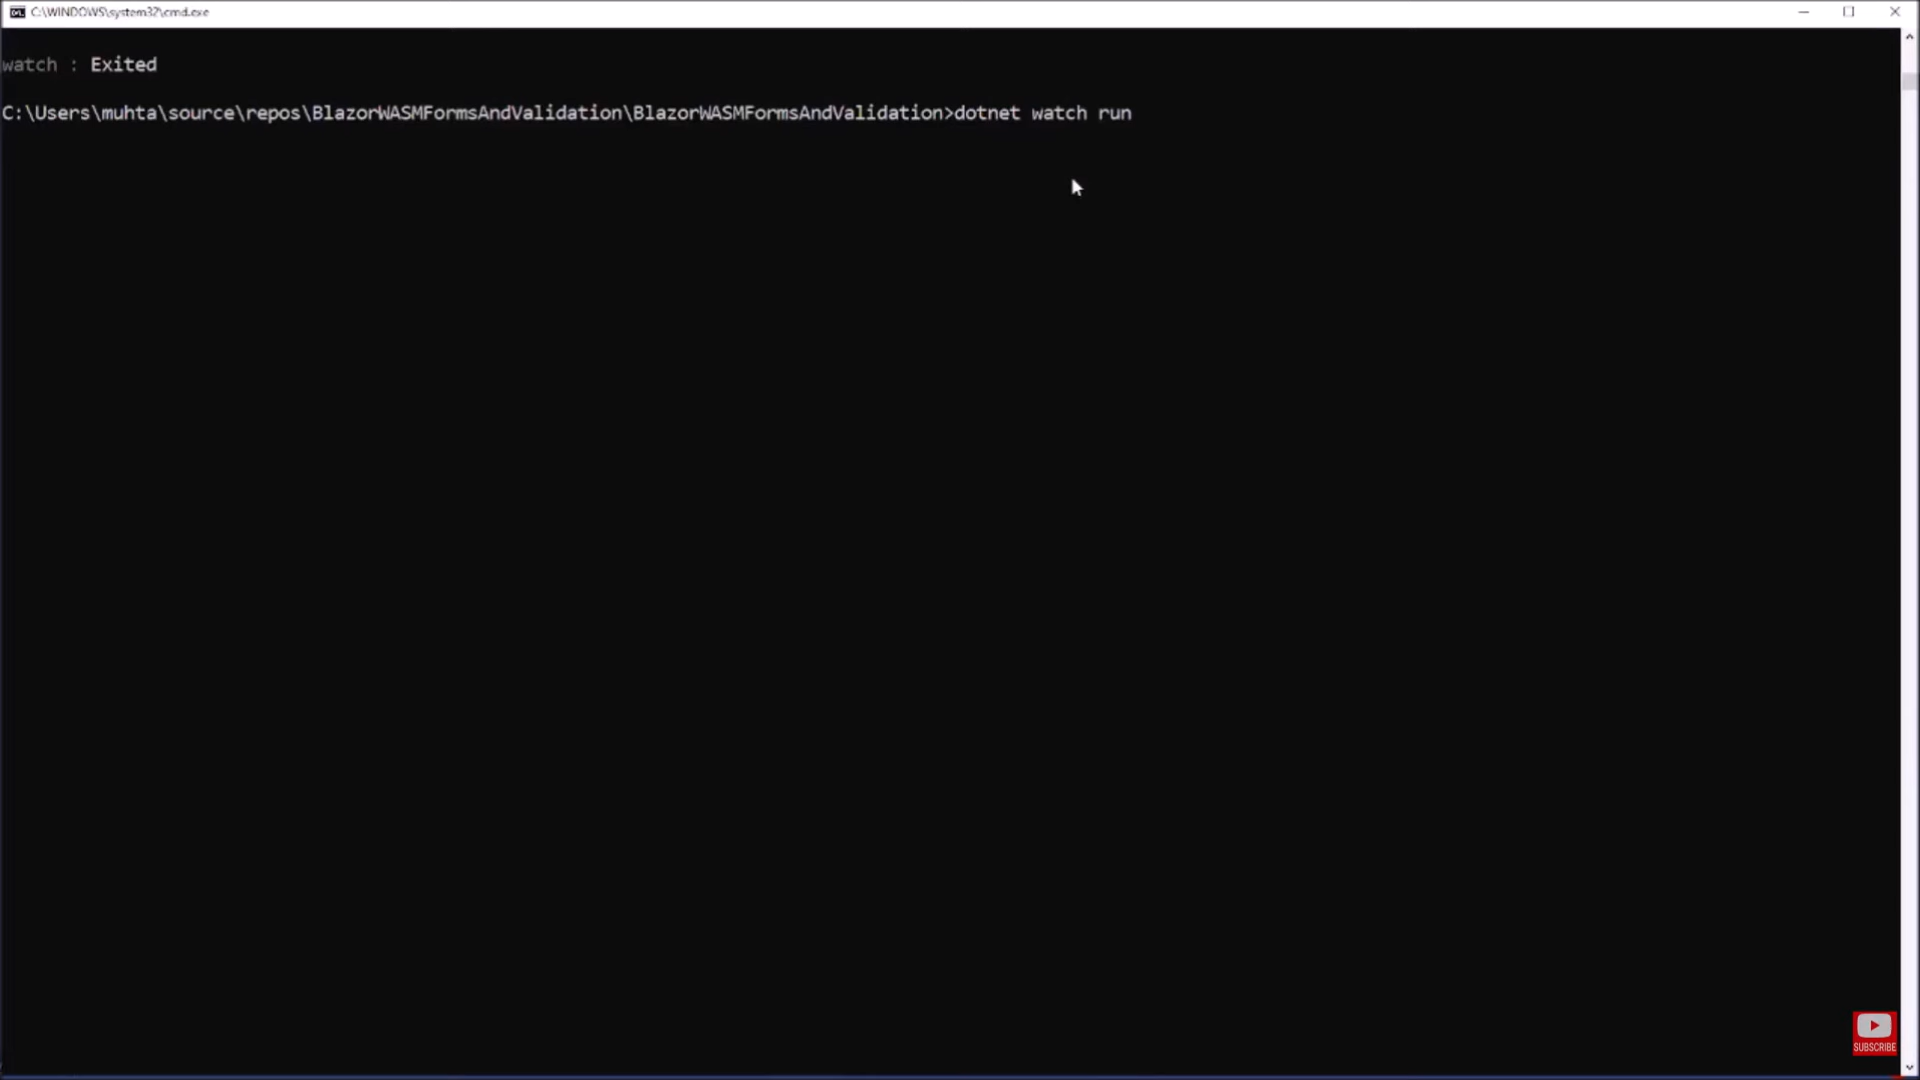 C:\WINDOWS\system32\cmd.exe
watch : Exited
C:\Users\muhta\source\repos\BlazorWASMFormsAndValidation\BlazorWASMFormsAndValidation>dotnet watch run
SUBSCRIBE